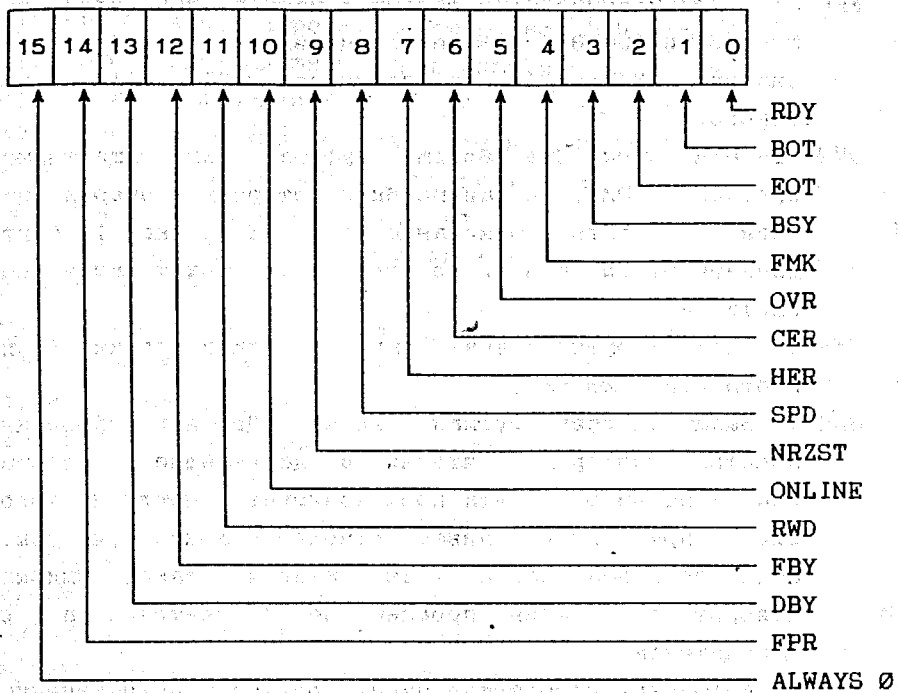 15 14 13 12 11 10 9 8 7 6 5 4 3 2 1 0
RDY
BOT
EOT
BSY
FMK
OVR
CER
HER
SPD
NRZST
ONLINE
RWD
FBY
DBY
FPR
ALWAYS Ø